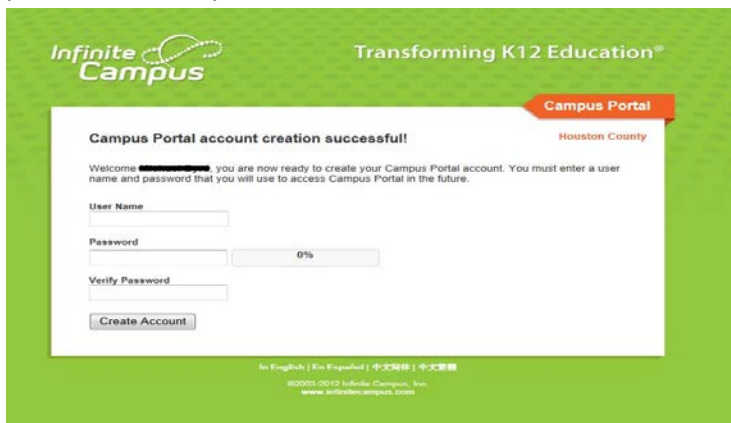 Infinite
Campus
Transforming K12 Education®
Campus Portal
Campus Portal account creation successful!
Houston County
Welcome , you are now ready to create your Campus Portal account. You must enter a user
name and password that you will use to access Campus Portal in the future.
User Name
Password
0%
Verify Password
Create Account
In English | En Español | 中文简体 | 中文繁體
©2003-2012 Infinite Campus, Inc.
www.infinitecampus.com